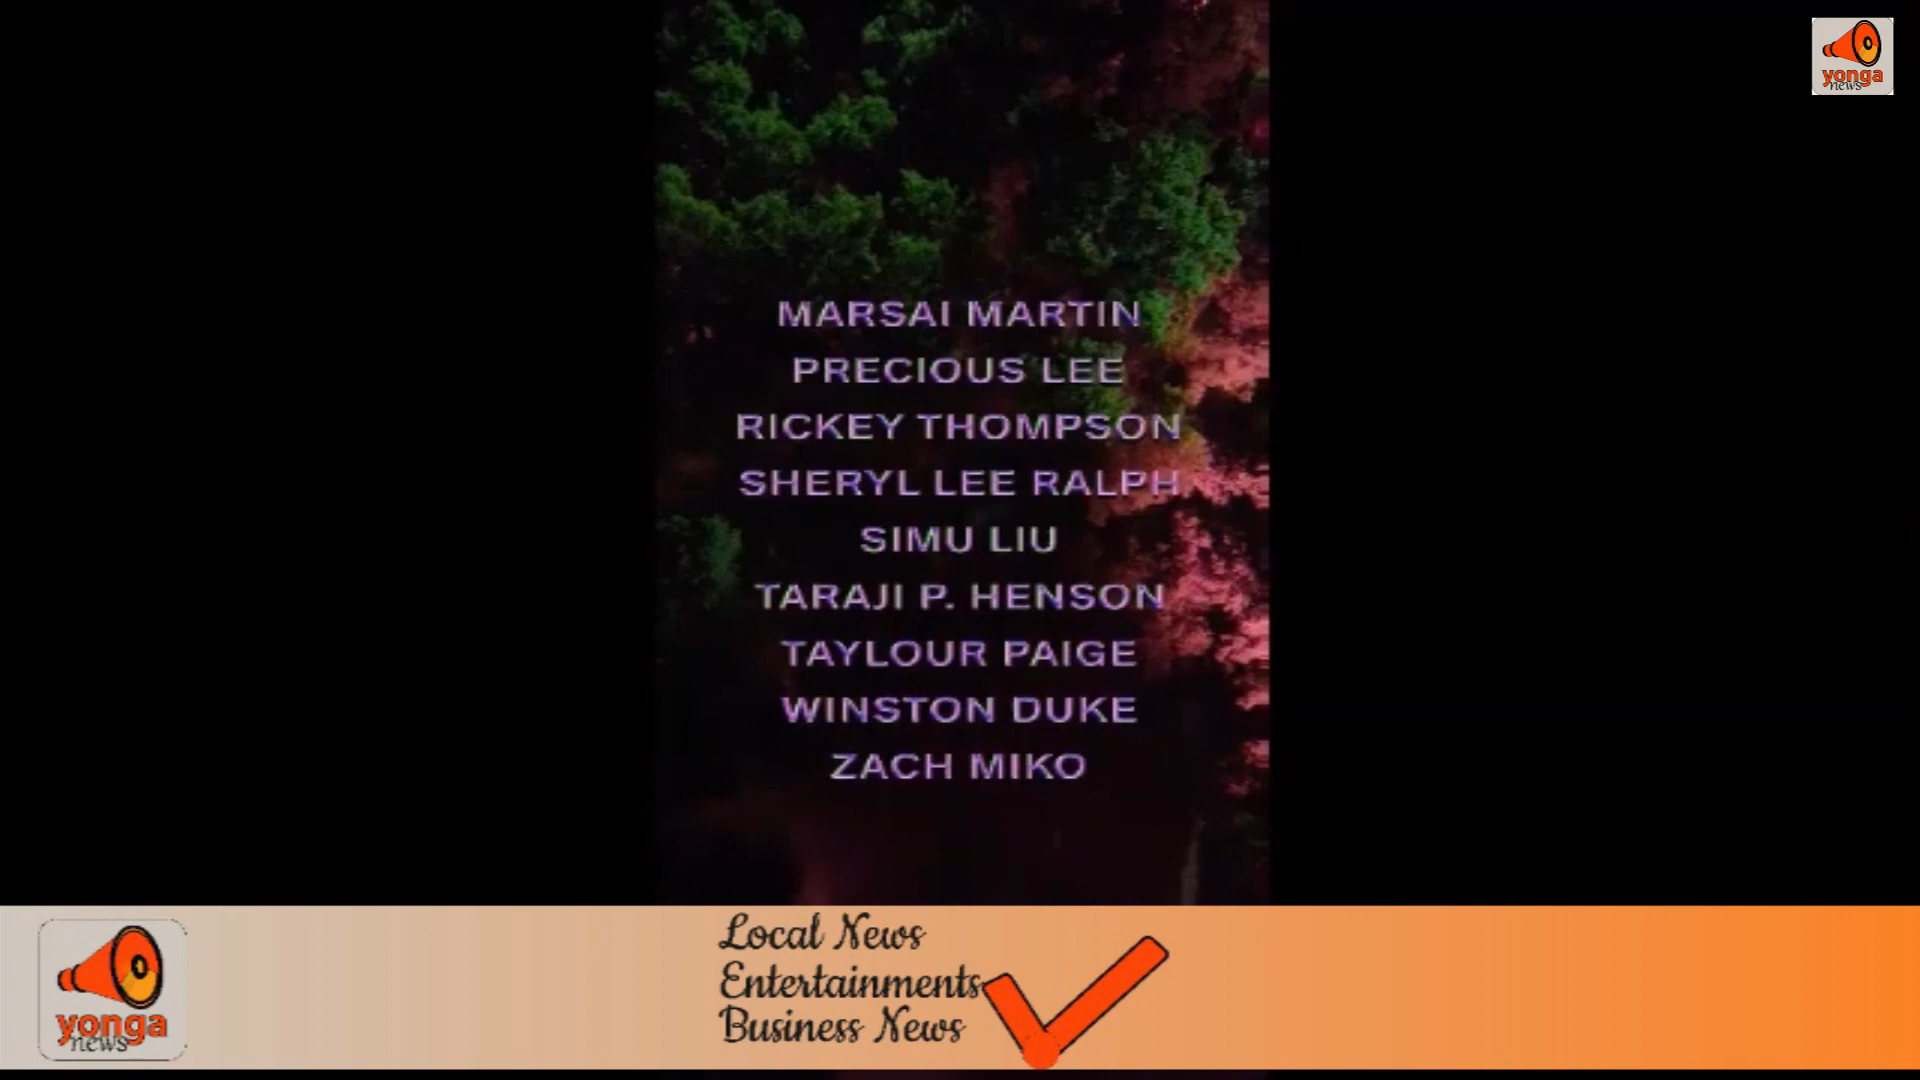 yonga
news
MARSAI MARTIN
PRECIOUS LEE
RICKEY THOMPSON
SHERYL LEE RALPH
SIMU LIU
TARAJI P. HENSON
TAYLOUR PAIGE
WINSTON DUKE
ZACH MIKO
Local News
Entertainments
Business News
yonga
news